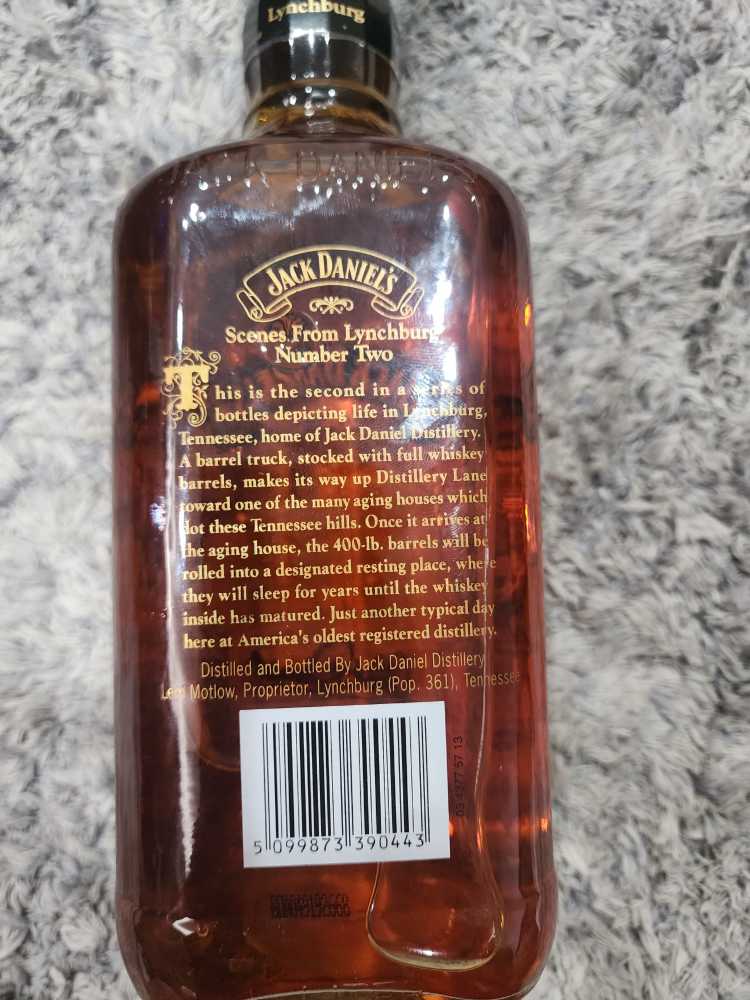 Lynchburg
JACK DANIEL'S
JACK DANIEL'S
Scenes From Lynchburg
Number Two
This is the second in a series of
bottles depicting life in Lynchburg,
Tennessee, home of Jack Daniel Distillery.
A barrel truck, stocked with full whiskey
barrels, makes its way up Distillery Lane
toward one of the many aging houses which
dot these Tennessee hills. Once it arrives at
the aging house, the 400-lb. barrels will be
rolled into a designated resting place, where
they will sleep for years until the whiskey
inside has matured. Just another typical day
here at America's oldest registered distillery.
Distilled and Bottled By Jack Daniel Distillery
Lem Motlow, Proprietor, Lynchburg (Pop. 361), Tennessee
5 099873 390443
57 13